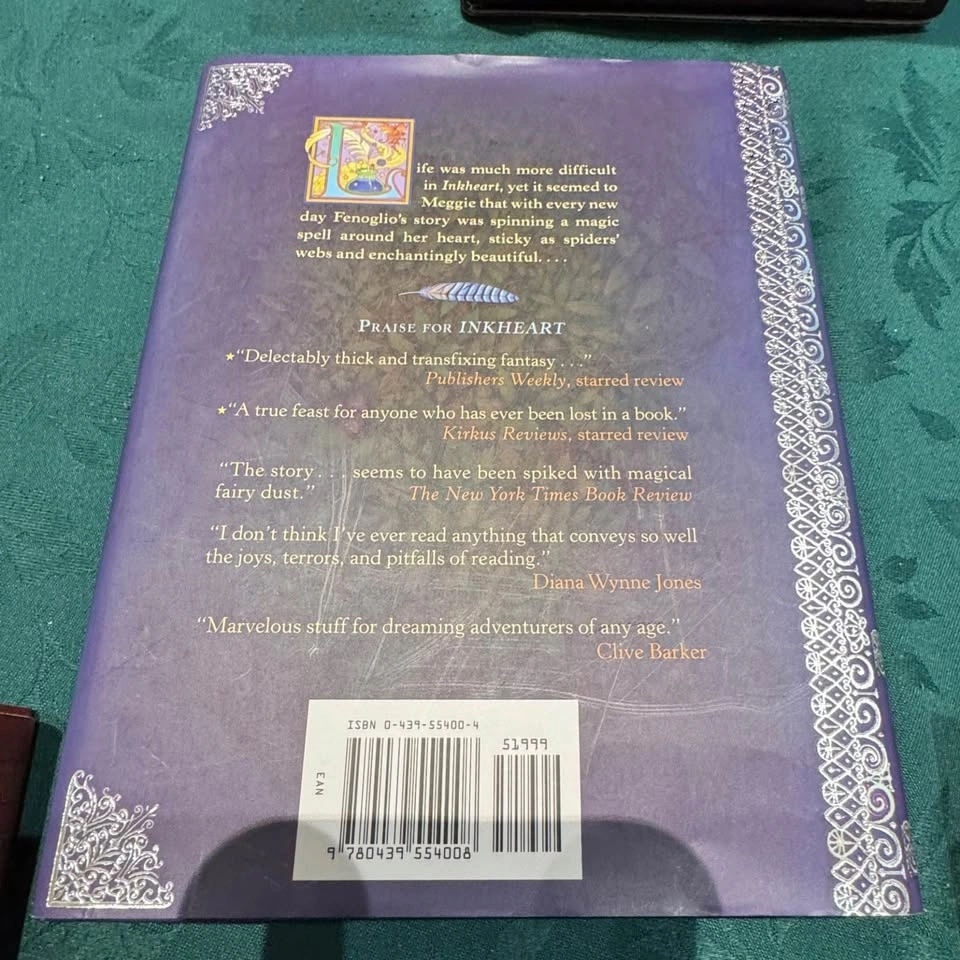 Life was much more difficult
in Inkheart, yet it seemed to
Meggie that with every new
day Fenoglio's story was spinning a magic
spell around her heart, sticky as spiders'
webs and enchantingly beautiful. . . .
PRAISE FOR INKHEART
★“Delectably thick and transfixing fantasy . . .”
Publishers Weekly, starred review
★“A true feast for anyone who has ever been lost in a book.”
Kirkus Reviews, starred review
“The story . . . seems to have been spiked with magical
fairy dust.” The New York Times Book Review
“I don't think I've ever read anything that conveys so well
the joys, terrors, and pitfalls of reading.”
Diana Wynne Jones
“Marvelous stuff for dreaming adventurers of any age.”
Clive Barker
ISBN 0-439-55400-4
51999
EAN
9 780439 554008